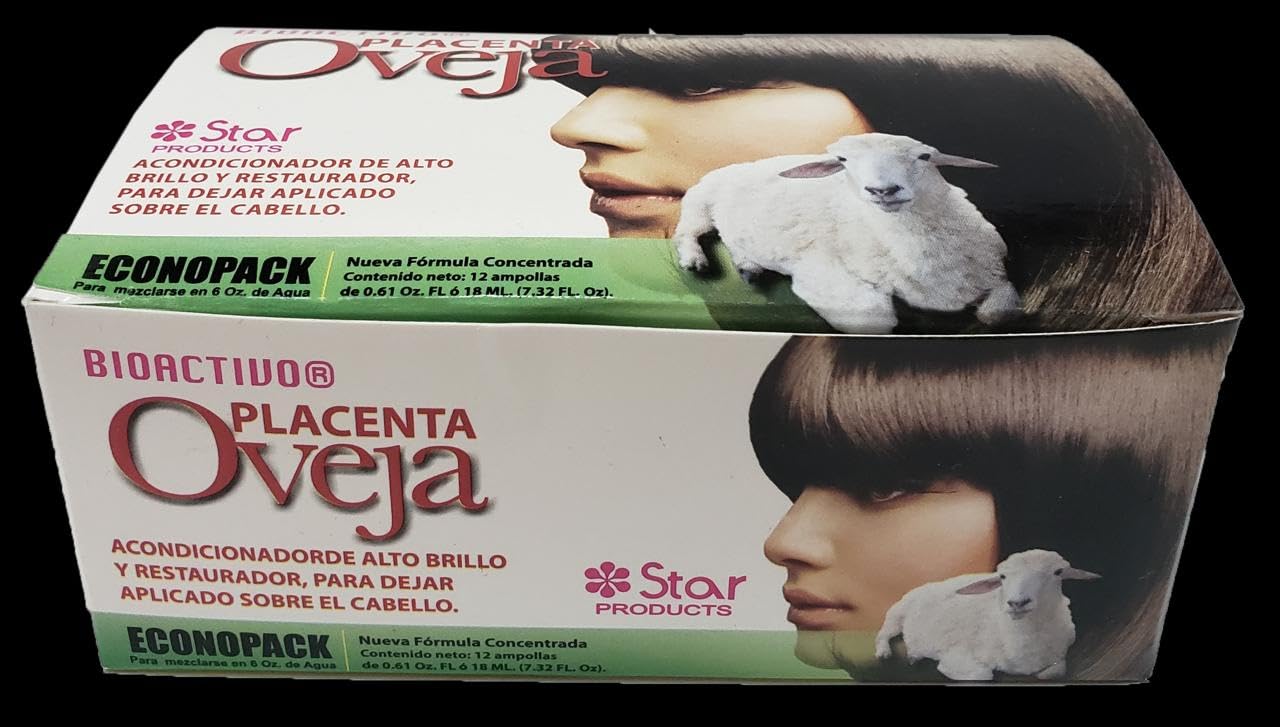 BIOACTIVO
PLACENTA
Oveja
Star
PRODUCTS
ACONDICIONADOR DE ALTO
BRILLO Y RESTAURADOR,
PARA DEJAR APLICADO
SOBRE EL CABELLO.
ECONOPACK
Para mezclarse en 6 Oz. de Agua
Nueva Fórmula Concentrada
Contenido neto: 12 ampollas
de 0.61 Oz. FL ó 18 ML. (7.32 FL. Oz).
BIOACTIVO®
PLACENTA
Oveja
ACONDICIONADORDE ALTO BRILLO
Y RESTAURADOR, PARA DEJAR
APLICADO SOBRE EL CABELLO.
Star
PRODUCTS
ECONOPACK
Para mezclarse en 6 Oz. de Agua
Nueva Fórmula Concentrada
Contenido neto: 12 ampollas
de 0.61 Oz. FL ó 18 ML. (7.32 FL. Oz).